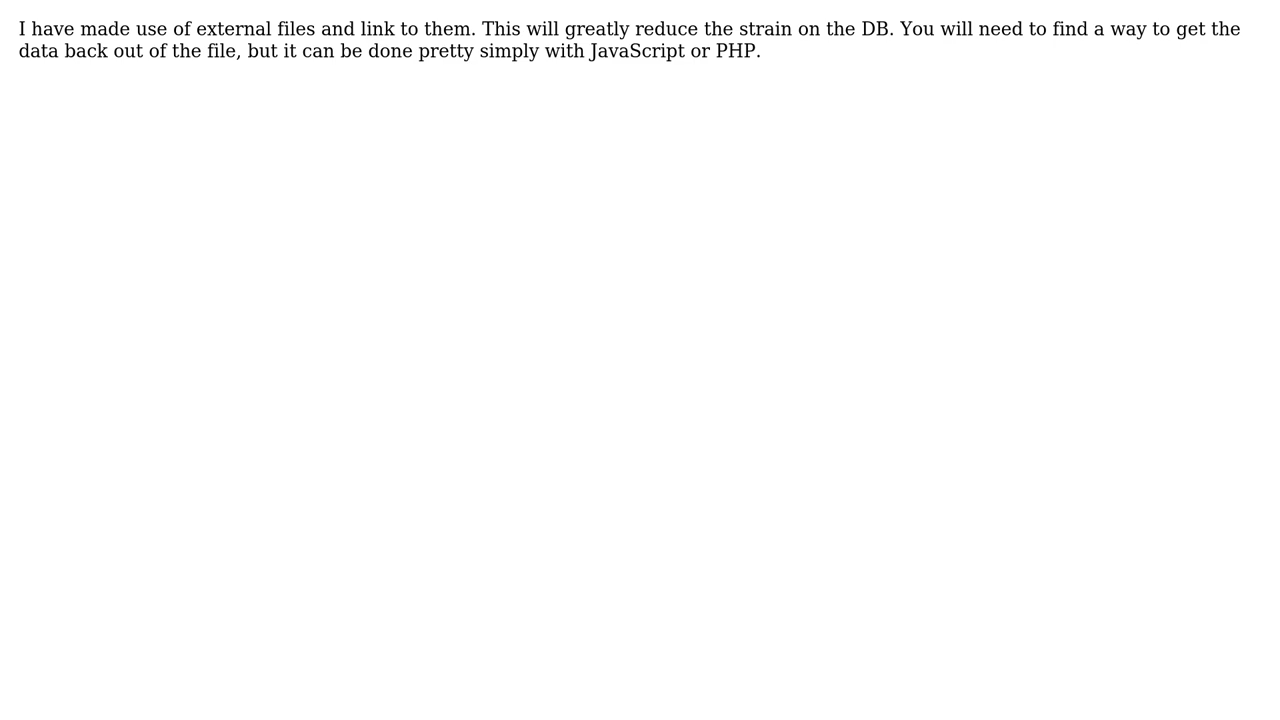 I have made use of external files and link to them. This will greatly reduce the strain on the DB. You will need to find a way to get the
data back out of the file, but it can be done pretty simply with JavaScript or PHP.